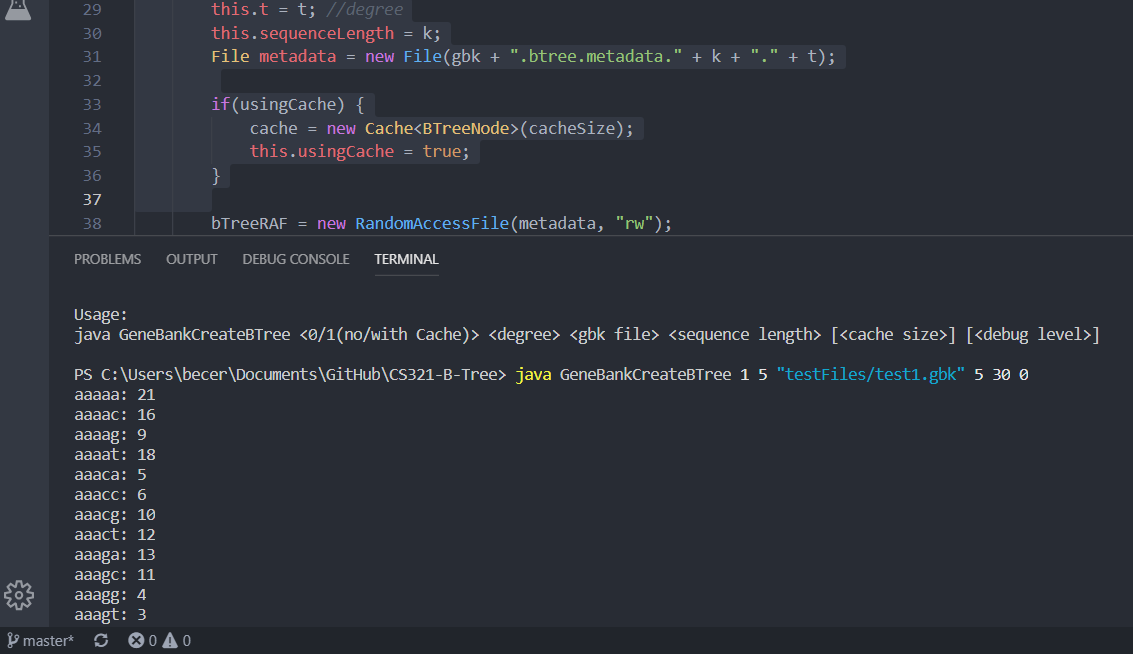 29 this.t = t; //degree
30 this.sequenceLength = k;
31 File metadata = new File(gbk + ".btree.metadata." + k + "." + t);
32
33 if(usingCache) {
34 cache = new Cache<BTreeNode>(cacheSize);
35 this.usingCache = true;
36 }
37
38 bTreeRAF = new RandomAccessFile(metadata, "rw");
PROBLEMS OUTPUT DEBUG CONSOLE TERMINAL
Usage:
java GeneBankCreateBTree <0/1(no/with Cache)> <degree> <gbk file> <sequence length> [<cache size>] [<debug level>]
PS C:\Users\becer\Documents\GitHub\CS321-B-Tree> java GeneBankCreateBTree 1 5 "testFiles/test1.gbk" 5 30 0
aaaaa: 21
aaaac: 16
aaaag: 9
aaaat: 18
aaaca: 5
aaacc: 6
aaacg: 10
aaact: 12
aaaga: 13
aaagc: 11
aaagg: 4
aaagt: 3
master* 0 0